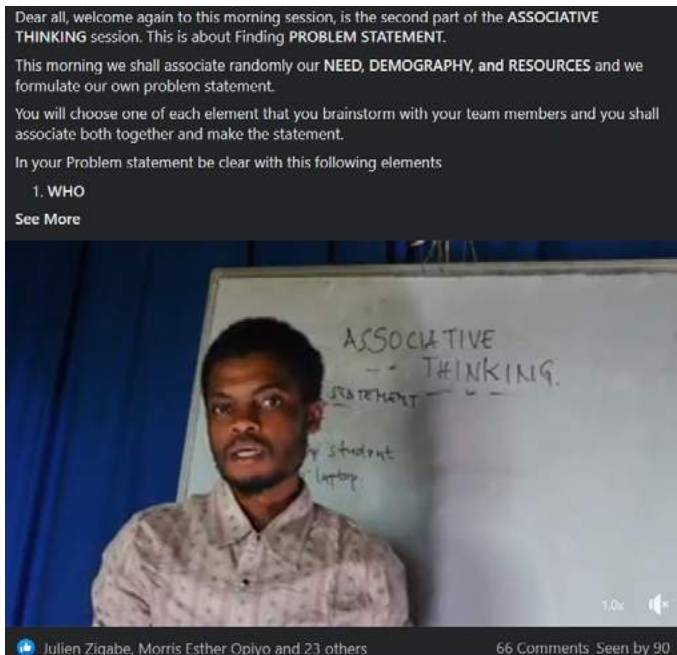 Dear all, welcome again to this morning session, is the second part of the ASSOCIATIVE
THINKING session. This is about Finding PROBLEM STATEMENT.
This morning we shall associate randomly our NEED, DEMOGRAPHY, and RESOURCES and we
formulate our own problem statement.
You will choose one of each element that you brainstorm with your team members and you shall
associate both together and make the statement.
In your Problem statement be clear with this following elements
1. WHO
See More
ASSOCIATIVE
THINKING.
STATEMENT
student
laptop
1.0x
Julien Zigabe, Morris Esther Opiyo and 23 others
66 Comments Seen by 90